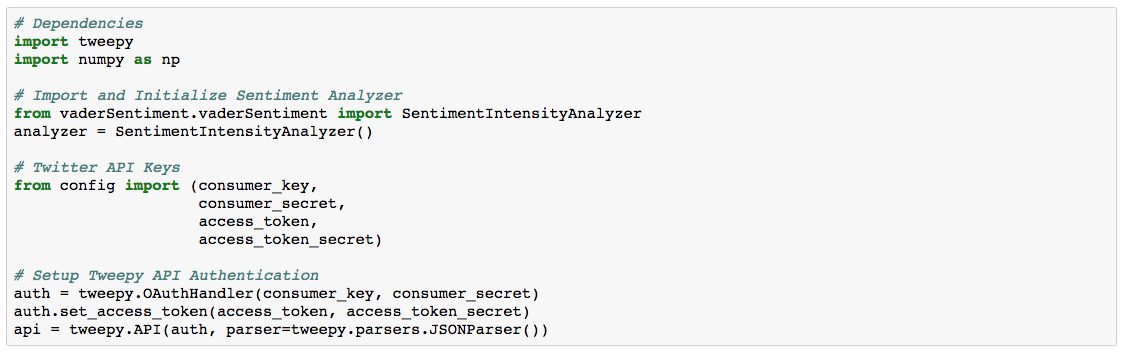 # Dependencies
import tweepy
import numpy as np

# Import and Initialize Sentiment Analyzer
from vaderSentiment.vaderSentiment import SentimentIntensityAnalyzer
analyzer = SentimentIntensityAnalyzer()

# Twitter API Keys
from config import (consumer_key,
                    consumer_secret,
                    access_token,
                    access_token_secret)

# Setup Tweepy API Authentication
auth = tweepy.OAuthHandler(consumer_key, consumer_secret)
auth.set_access_token(access_token, access_token_secret)
api = tweepy.API(auth, parser=tweepy.parsers.JSONParser())